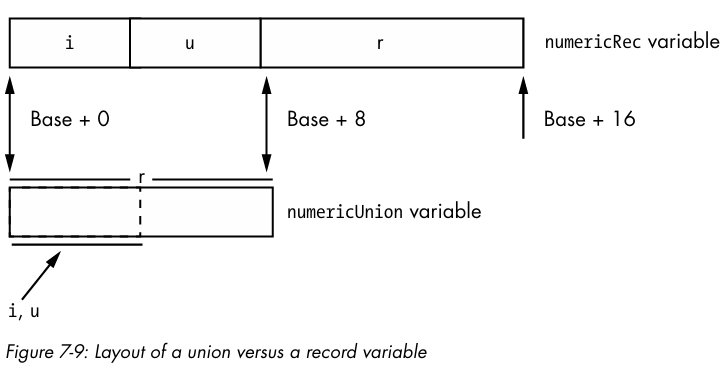 i u r numericRec variable
Base + 0 Base + 8 Base + 16
r
numericUnion variable
i, u
Figure 7-9: Layout of a union versus a record variable